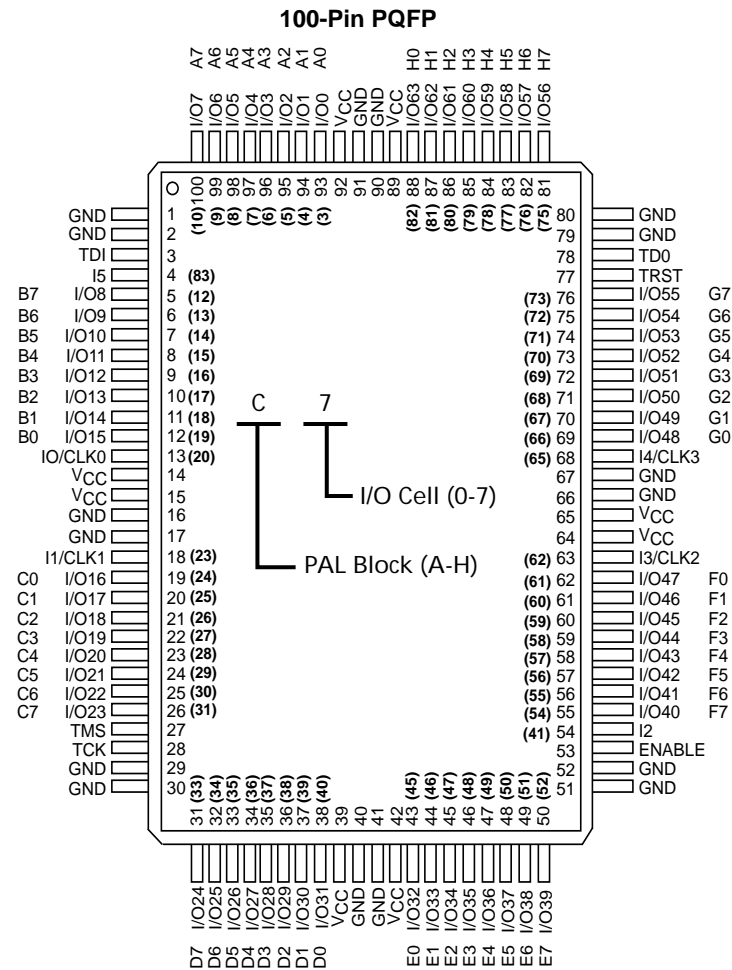 100-Pin PQFP
A7 A6 A5 A4 A3 A2 A1 A0 H0 H1 H2 H3 H4 H5 H6 H7
I/O7 I/O6 I/O5 I/O4 I/O3 I/O2 I/O1 I/O0 VCC GND GND VCC I/O63 I/O62 I/O61 I/O60 I/O59 I/O58 I/O57 I/O56
100 99 98 97 96 95 94 93 92 91 90 89 88 87 86 85 84 83 82 81
(10) (9) (8) (7) (6) (5) (4) (3) (82) (81) (80) (79) (78) (77) (76) (75)
GND 1 80 GND
GND 2 79 GND
TDI 3 78 TD0
I5 4 (83) 77 TRST
B7 I/O8 5 (12) (73) 76 I/O55 G7
B6 I/O9 6 (13) (72) 75 I/O54 G6
B5 I/O10 7 (14) (71) 74 I/O53 G5
B4 I/O11 8 (15) (70) 73 I/O52 G4
B3 I/O12 9 (16) (69) 72 I/O51 G3
B2 I/O13 10 (17) C 7 (68) 71 I/O50 G2
B1 I/O14 11 (18) (67) 70 I/O49 G1
B0 I/O15 12 (19) (66) 69 I/O48 G0
IO/CLK0 13 (20) (65) 68 I4/CLK3
VCC 14 67 GND
VCC 15 I/O Cell (0-7) 66 GND
GND 16 65 VCC
GND 17 64 VCC
I1/CLK1 18 (23) PAL Block (A-H) (62) 63 I3/CLK2
C0 I/O16 19 (24) (61) 62 I/O47 F0
C1 I/O17 20 (25) (60) 61 I/O46 F1
C2 I/O18 21 (26) (59) 60 I/O45 F2
C3 I/O19 22 (27) (58) 59 I/O44 F3
C4 I/O20 23 (28) (57) 58 I/O43 F4
C5 I/O21 24 (29) (56) 57 I/O42 F5
C6 I/O22 25 (30) (55) 56 I/O41 F6
C7 I/O23 26 (31) (54) 55 I/O40 F7
TMS 27 (41) 54 I2
TCK 28 53 ENABLE
GND 29 52 GND
GND 30 51 GND
(33) (34) (35) (36) (37) (38) (39) (40) (45) (46) (47) (48) (49) (50) (51) (52)
31 32 33 34 35 36 37 38 39 40 41 42 43 44 45 46 47 48 49 50
I/O24 I/O25 I/O26 I/O27 I/O28 I/O29 I/O30 I/O31 VCC GND GND VCC I/O32 I/O33 I/O34 I/O35 I/O36 I/O37 I/O38 I/O39
D7 D6 D5 D4 D3 D2 D1 D0 E0 E1 E2 E3 E4 E5 E6 E7